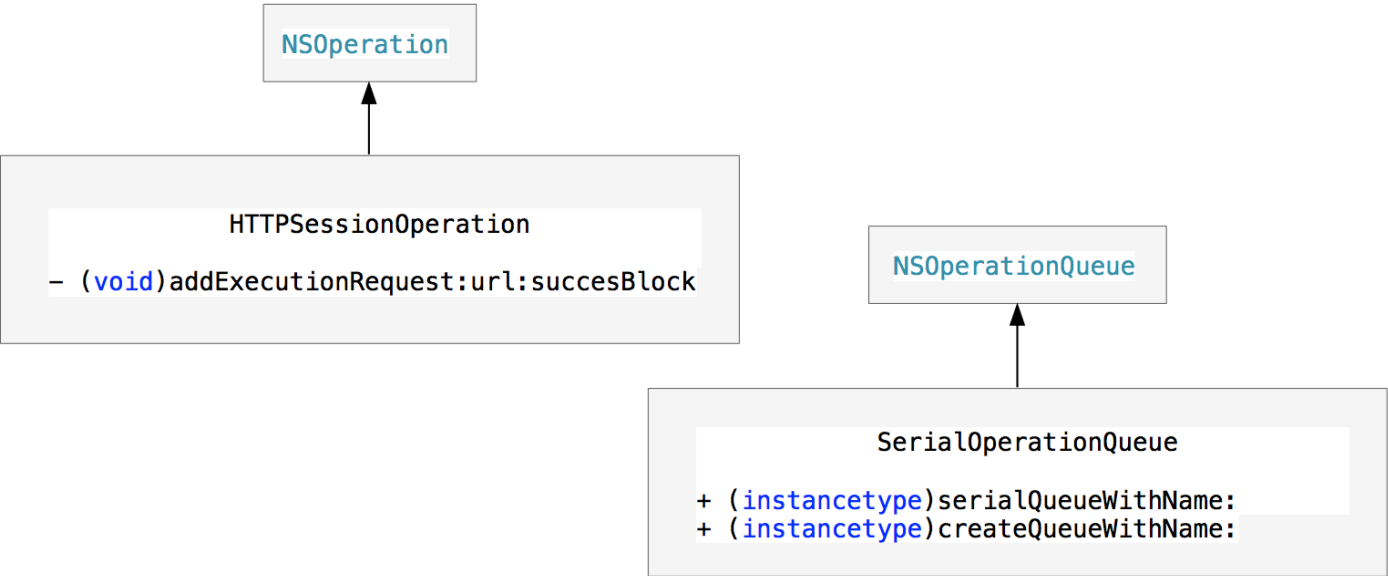 NSOperation
HTTPSessionOperation
- (void)addExecutionRequest:url:succesBlock
NSOperationQueue
SerialOperationQueue
+ (instancetype)serialQueueWithName:
+ (instancetype)createQueueWithName: